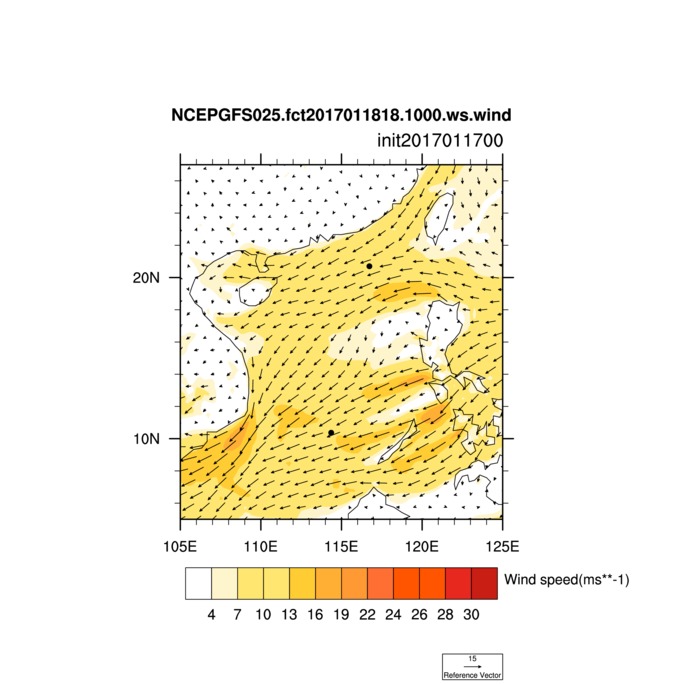 NCEPGFS025.fct2017011818.1000.ws.wind
init2017011700
20N
10N
105E 110E 115E 120E 125E
Wind speed(ms**-1)
4 7 10 13 16 19 22 24 26 28 30
15
Reference Vector